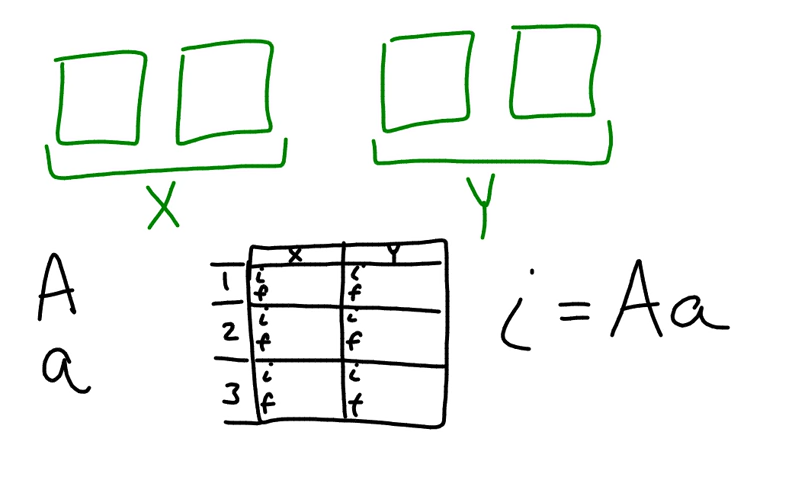 X Y
A
a
X Y
1 i i
f f
2 i i
f f
3 i i
f f
i = Aa